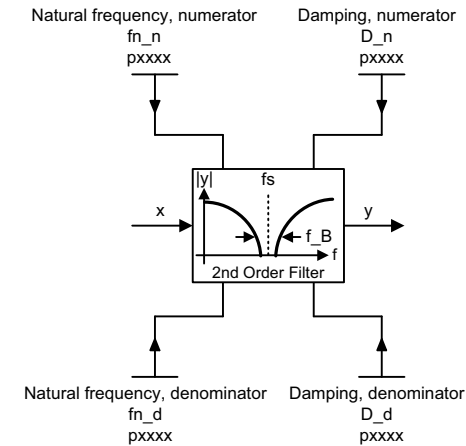 Natural frequency, numerator
fn_n
pxxxx
Damping, numerator
D_n
pxxxx
|y|
fs
x
y
f_B
f
2nd Order Filter
Natural frequency, denominator
fn_d
pxxxx
Damping, denominator
D_d
pxxxx